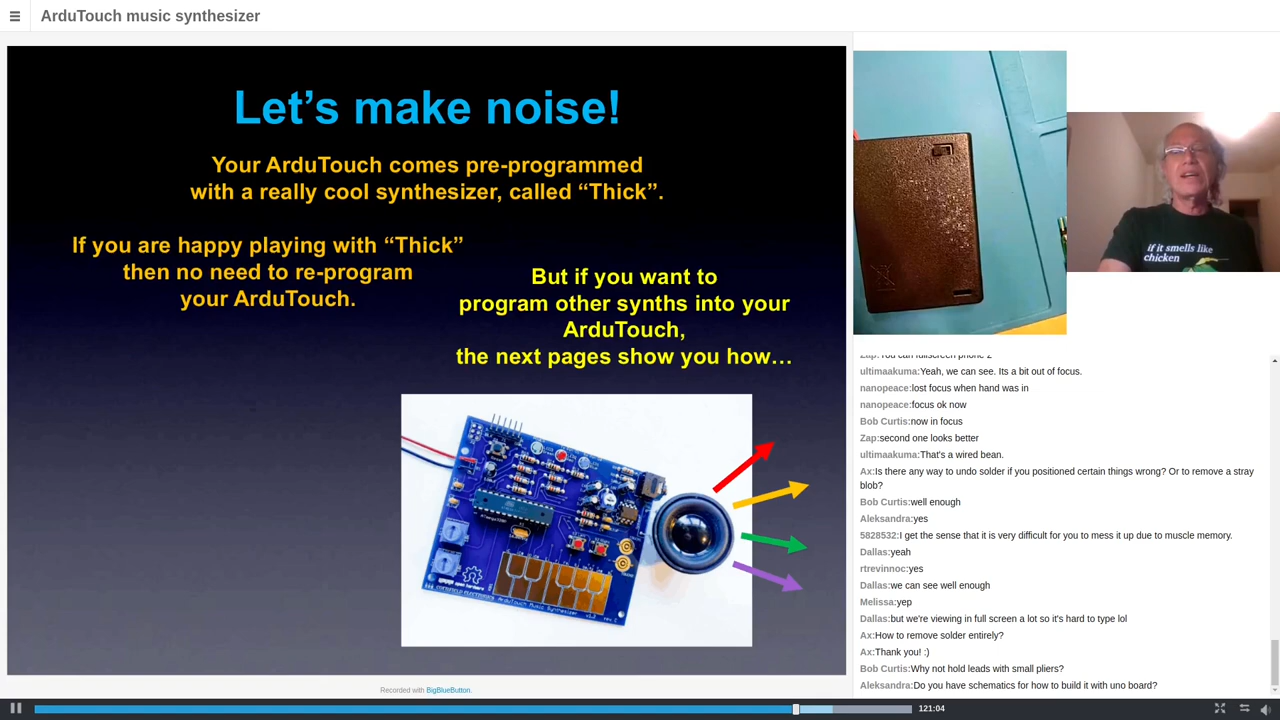 ArduTouch music synthesizer
Let’s make noise!
Your ArduTouch comes pre-programmed
with a really cool synthesizer, called “Thick”.
If you are happy playing with “Thick”
then no need to re-program
your ArduTouch.
But if you want to
program other synths into your
ArduTouch,
the next pages show you how…
ArduTouch Music Synthesizer
Recorded with BigBlueButton.
if it smells like
chicken
Zap:You can fullscreen phone 2
ultimaakuma:Yeah, we can see. Its a bit out of focus.
nanopeace:lost focus when hand was in
nanopeace:focus ok now
Bob Curtis:now in focus
Zap:second one looks better
ultimaakuma:That's a wired bean.
Ax:Is there any way to undo solder if you positioned certain things wrong? Or to remove a stray
blob?
Bob Curtis:well enough
Aleksandra:yes
5828532:I get the sense that it is very difficult for you to mess it up due to muscle memory.
Dallas:yeah
rtrevinnoc:yes
Dallas:we can see well enough
Melissa:yep
Dallas:but we're viewing in full screen a lot so it's hard to type lol
Ax:How to remove solder entirely?
Ax:Thank you! :)
Bob Curtis:Why not hold leads with small pliers?
Aleksandra:Do you have schematics for how to build it with uno board?
121:04